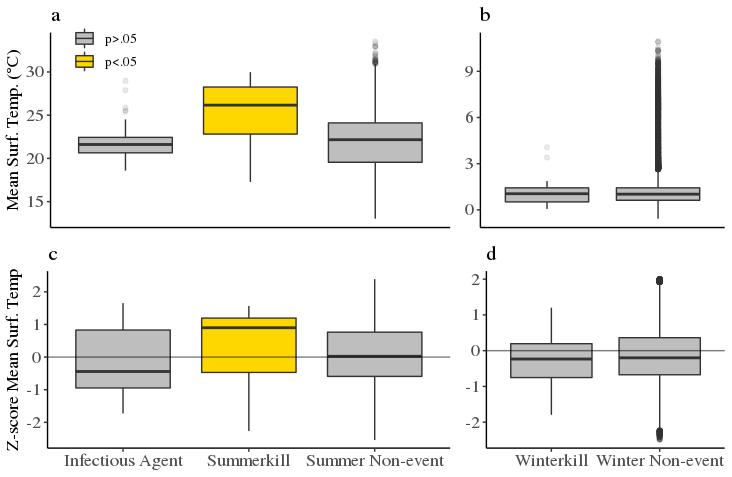 a
b
p>.05
p<.05
Mean Surf. Temp. (°C)
30
25
20
15
9
6
3
0
c
d
Z-score Mean Surf. Temp
2
1
0
-1
-2
2
1
0
-1
-2
Infectious Agent Summerkill Summer Non-event
Winterkill Winter Non-event